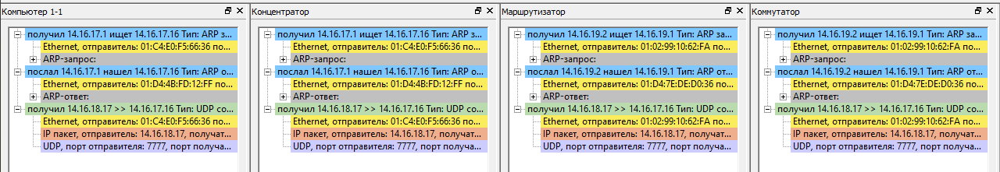 Компьютер 1-1
получил 14.16.17.1 ищет 14.16.17.16 Тип: ARP з...
Ethernet, отправитель: 01:C4:E0:F5:66:36 по...
ARP-запрос:
послал 14.16.17.1 нашел 14.16.17.16 Тип: ARP о...
Ethernet, отправитель: 01:D4:4B:FD:12:FF по...
ARP-ответ:
получил 14.16.18.17 >> 14.16.17.16 Тип: UDP со...
Ethernet, отправитель: 01:C4:E0:F5:66:36 по...
IP пакет, отправитель: 14.16.18.17, получат...
UDP, порт отправителя: 7777, порт получа...
Концентратор
получил 14.16.17.1 ищет 14.16.17.16 Тип: ARP з...
Ethernet, отправитель: 01:C4:E0:F5:66:36 по...
ARP-запрос:
послал 14.16.17.1 нашел 14.16.17.16 Тип: ARP о...
Ethernet, отправитель: 01:D4:4B:FD:12:FF по...
ARP-ответ:
получил 14.16.18.17 >> 14.16.17.16 Тип: UDP со...
Ethernet, отправитель: 01:C4:E0:F5:66:36 по...
IP пакет, отправитель: 14.16.18.17, получат...
UDP, порт отправителя: 7777, порт получа...
Маршрутизатор
получил 14.16.19.2 ищет 14.16.19.1 Тип: ARP за...
Ethernet, отправитель: 01:02:99:10:62:FA по...
ARP-запрос:
послал 14.16.19.2 нашел 14.16.19.1 Тип: ARP от...
Ethernet, отправитель: 01:D4:7E:DE:D0:36 по...
ARP-ответ:
получил 14.16.18.17 >> 14.16.17.16 Тип: UDP со...
Ethernet, отправитель: 01:02:99:10:62:FA по...
IP пакет, отправитель: 14.16.18.17, получат...
UDP, порт отправителя: 7777, порт получа...
Коммутатор
получил 14.16.19.2 ищет 14.16.19.1 Тип: ARP за...
Ethernet, отправитель: 01:02:99:10:62:FA по...
ARP-запрос:
послал 14.16.19.2 нашел 14.16.19.1 Тип: ARP от...
Ethernet, отправитель: 01:D4:7E:DE:D0:36 по...
ARP-ответ:
получил 14.16.18.17 >> 14.16.17.16 Тип: UDP со...
Ethernet, отправитель: 01:02:99:10:62:FA по...
IP пакет, отправитель: 14.16.18.17, получат...
UDP, порт отправителя: 7777, порт получа...